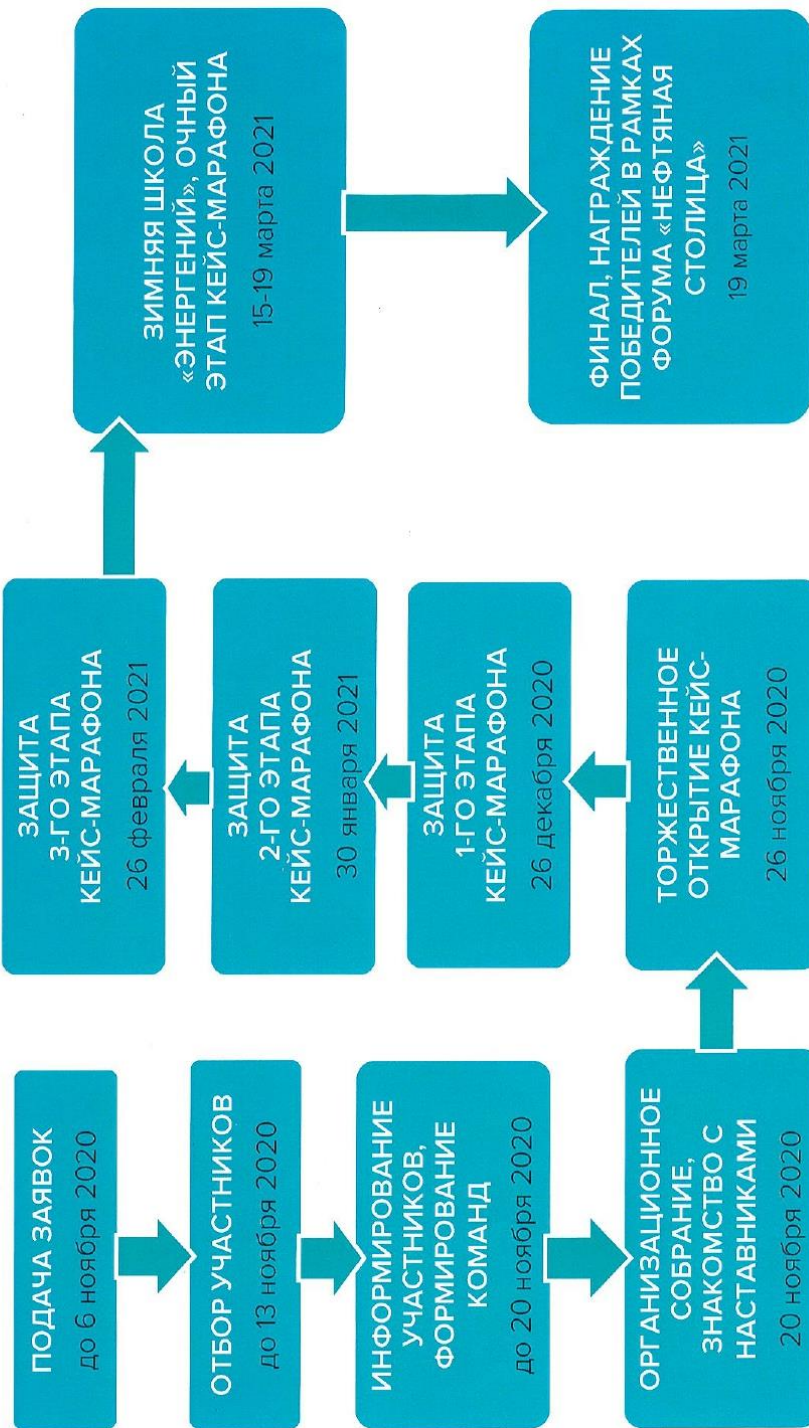 ПОДАЧА ЗАЯВОК
до 6 ноября 2020
ОТБОР УЧАСТНИКОВ
до 13 ноября 2020
ИНФОРМИРОВАНИЕ
УЧАСТНИКОВ,
ФОРМИРОВАНИЕ
КОМАНД
до 20 ноября 2020
ОРГАНИЗАЦИОННОЕ
СОБРАНИЕ,
ЗНАКОМСТВО С
НАСТАВНИКАМИ
20 ноября 2020
ТОРЖЕСТВЕННОЕ
ОТКРЫТИЕ КЕЙС-
МАРАФОНА
26 ноября 2020
ЗАЩИТА
1-ГО ЭТАПА
КЕЙС-МАРАФОНА
26 декабря 2020
ЗАЩИТА
2-ГО ЭТАПА
КЕЙС-МАРАФОНА
30 января 2021
ЗАЩИТА
3-ГО ЭТАПА
КЕЙС-МАРАФОНА
26 февраля 2021
ЗИМНЯЯ ШКОЛА
«ЭНЕРГЕНИЙ», ОЧНЫЙ
ЭТАП КЕЙС-МАРАФОНА
15-19 марта 2021
ФИНАЛ, НАГРАЖДЕНИЕ
ПОБЕДИТЕЛЕЙ В РАМКАХ
ФОРУМА «НЕФТЯНАЯ
СТОЛИЦА»
19 марта 2021